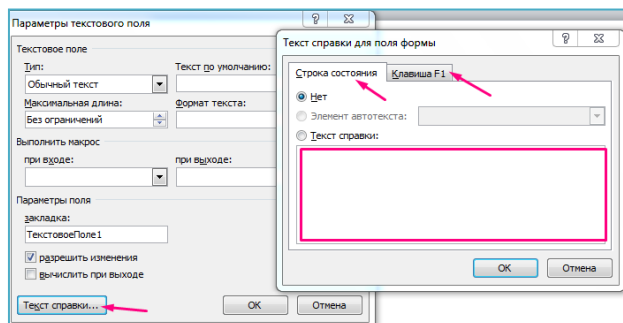 Параметры текстового поля
Текстовое поле
Тип:
Текст по умолчанию:
Обычный текст
Максимальная длина:
Формат текста:
Без ограничений
Выполнить макрос
при входе:
при выходе:
Параметры поля
закладка:
ТекстовоеПоле1
разрешить изменения
вычислить при выходе
Текст справки...
ОК
Отмена
Текст справки для поля формы
Строка состояния
Клавиша F1
Нет
Элемент автотекста:
Текст справки:
ОК
Отмена